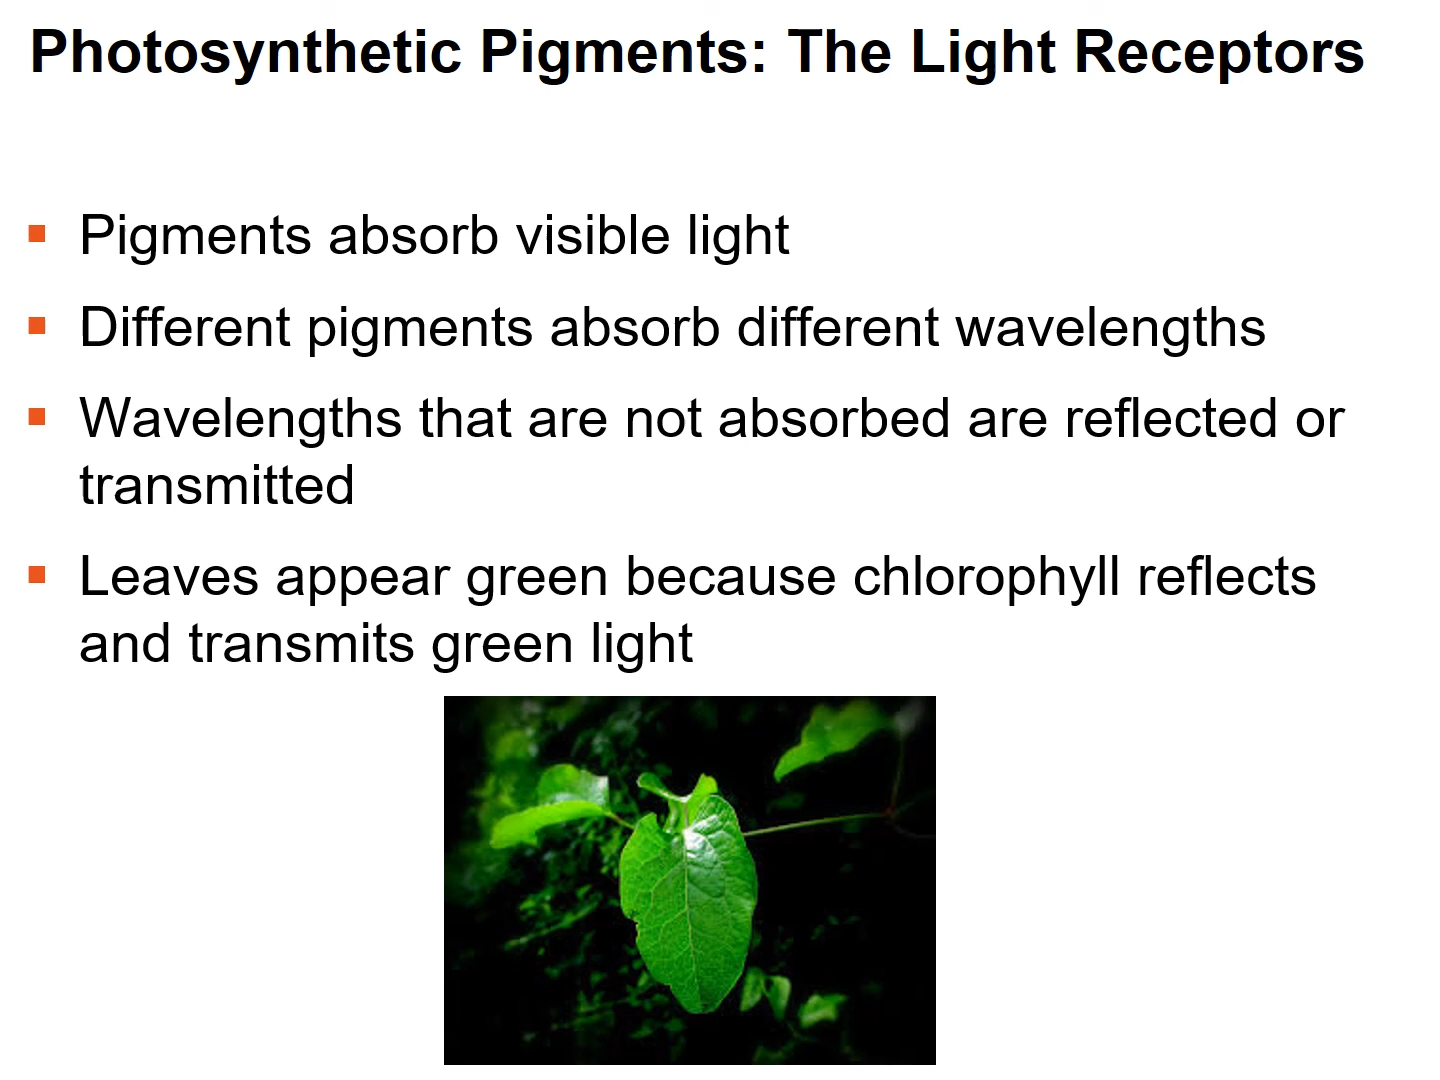 Photosynthetic Pigments: The Light Receptors
Pigments absorb visible light
Different pigments absorb different wavelengths
Wavelengths that are not absorbed are reflected or
transmitted
Leaves appear green because chlorophyll reflects
and transmits green light